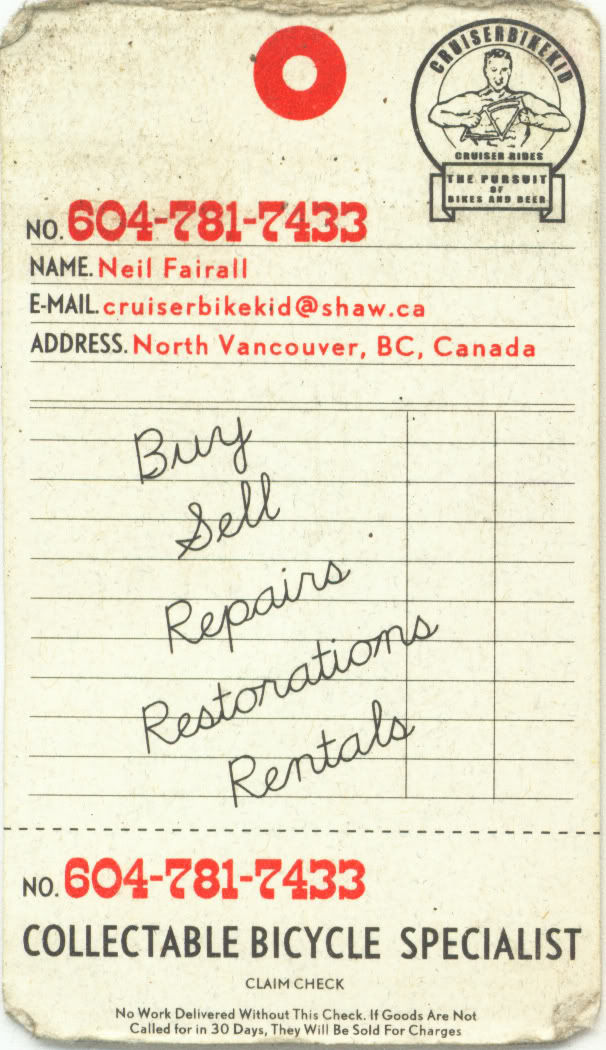 CRUISERBIKEKID
CRUISER RIDES
THE PURSUIT
OF
BIKES AND BEER
NO. 604-781-7433
NAME. Neil Fairall
E-MAIL. cruiserbikekid@shaw.ca
ADDRESS. North Vancouver, BC, Canada
Buy
Sell
Repairs
Restorations
Rentals
NO. 604-781-7433
COLLECTABLE BICYCLE SPECIALIST
CLAIM CHECK
No Work Delivered Without This Check. If Goods Are Not
Called for in 30 Days, They Will Be Sold For Charges